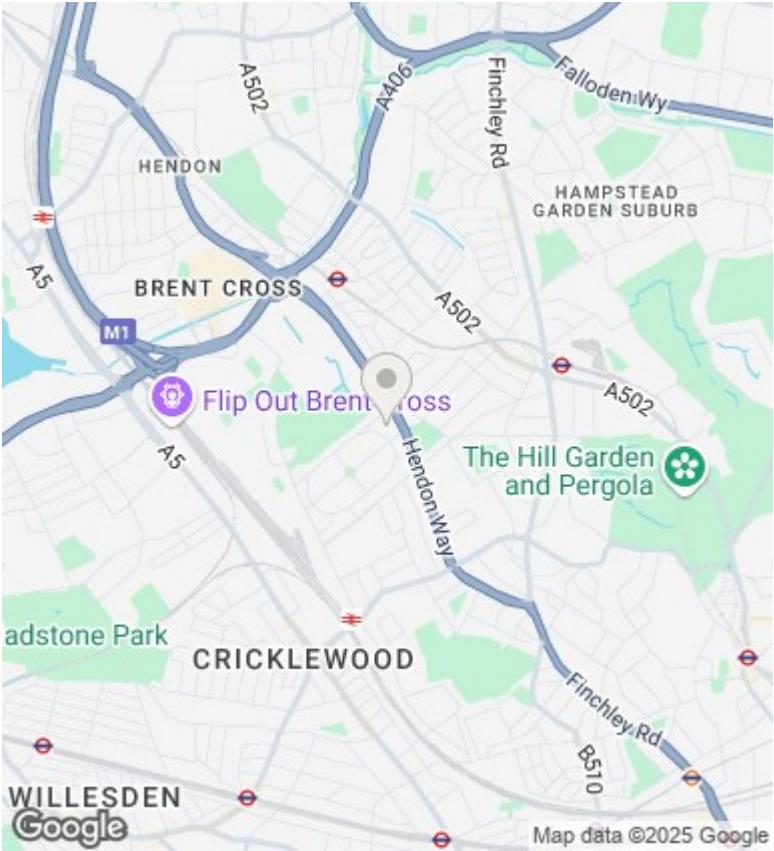 A502
A406
Finchley Rd
Falloden Wy
HENDON
HAMPSTEAD
GARDEN SUBURB
A5
BRENT CROSS
A502
M1
Flip Out Brent Cross
A502
A5
Hendon Way
The Hill Garden
and Pergola
adstone Park
CRICKLEWOOD
Finchley Rd
B510
WILLESDEN
Google
Map data ©2025 Google